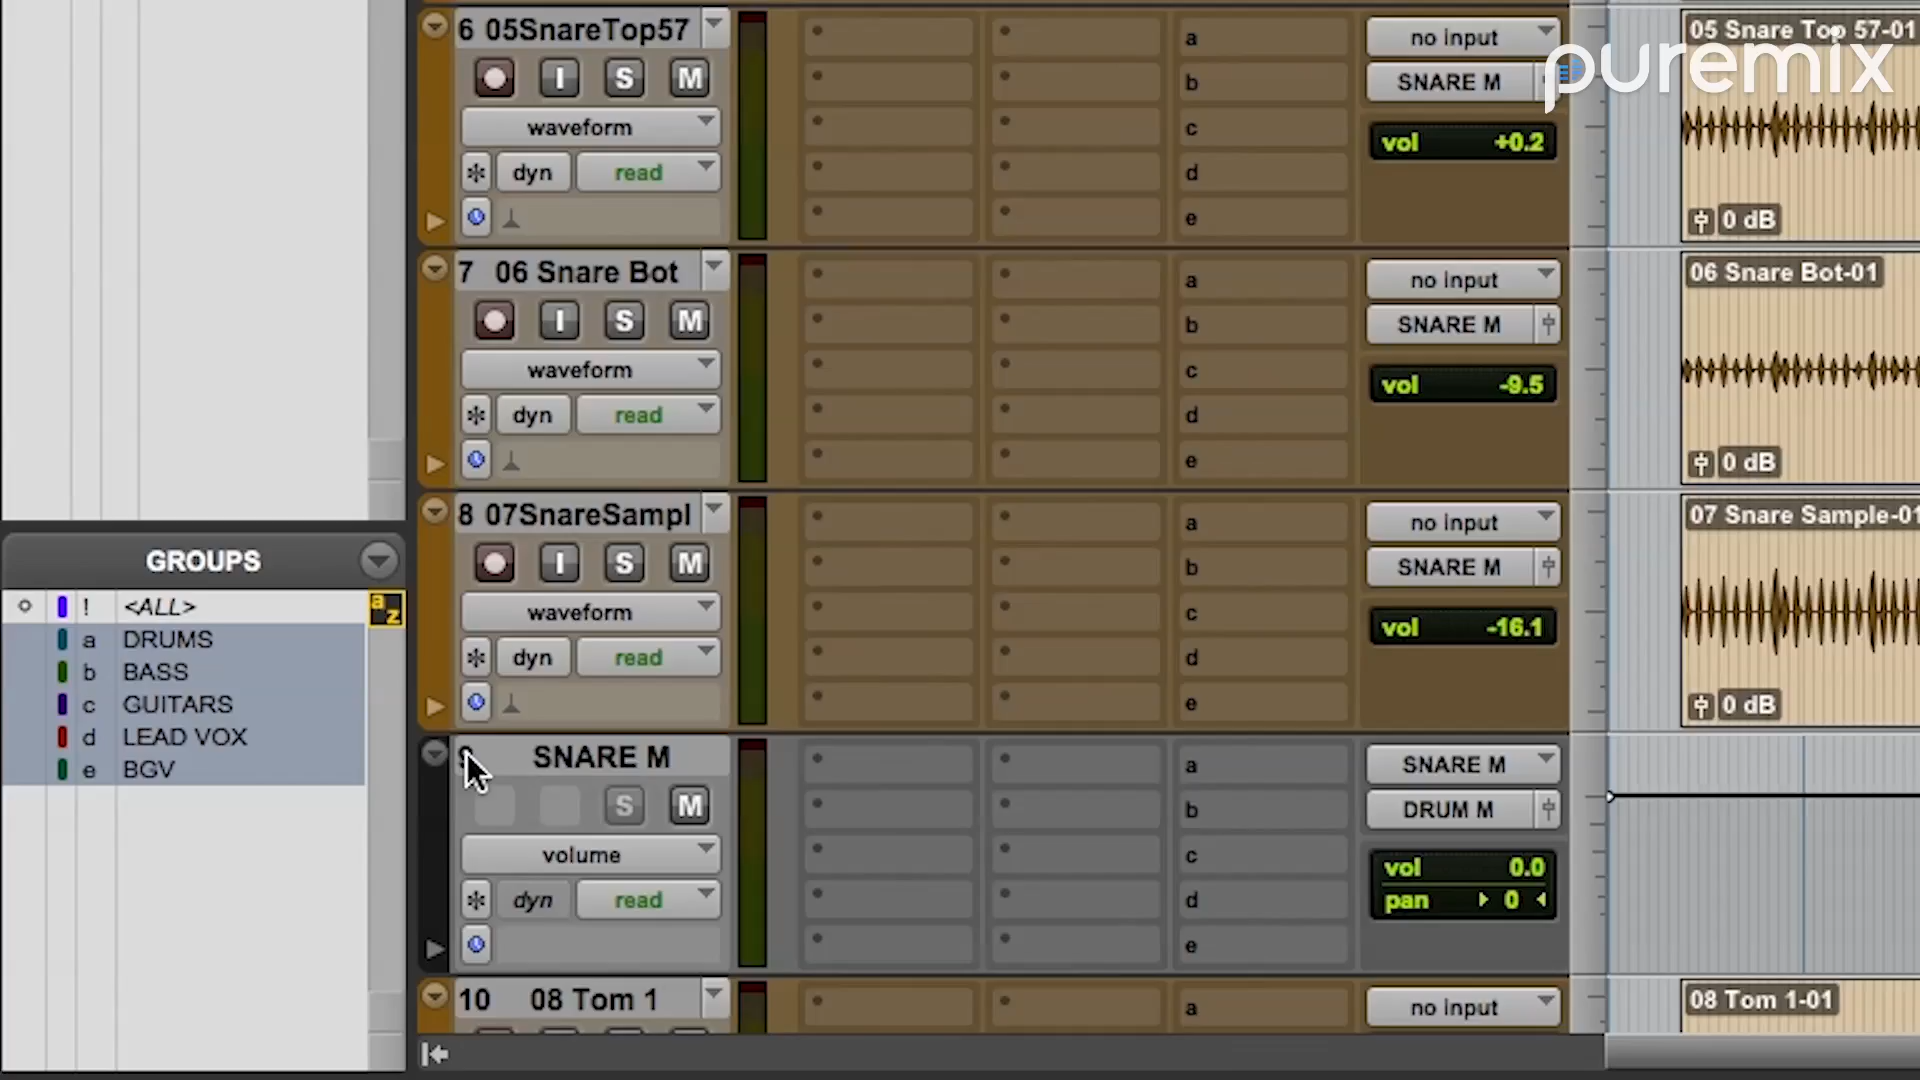 6 05SnareTop57
I S M
waveform
dyn read
a
b
c
d
e
no input
SNARE M
vol +0.2
05 Snare Top 57-01
puremix
0 dB
7 06 Snare Bot
I S M
waveform
dyn read
a
b
c
d
e
no input
SNARE M
vol -9.5
06 Snare Bot-01
0 dB
8 07SnareSampl
I S M
waveform
dyn read
a
b
c
d
e
no input
SNARE M
vol -16.1
07 Snare Sample-01
0 dB
GROUPS
! <ALL>
a z
a DRUMS
b BASS
c GUITARS
d LEAD VOX
e BGV
SNARE M
S M
volume
dyn read
a
b
c
d
e
SNARE M
DRUM M
vol 0.0
pan 0
10 08 Tom 1
a
no input
08 Tom 1-01